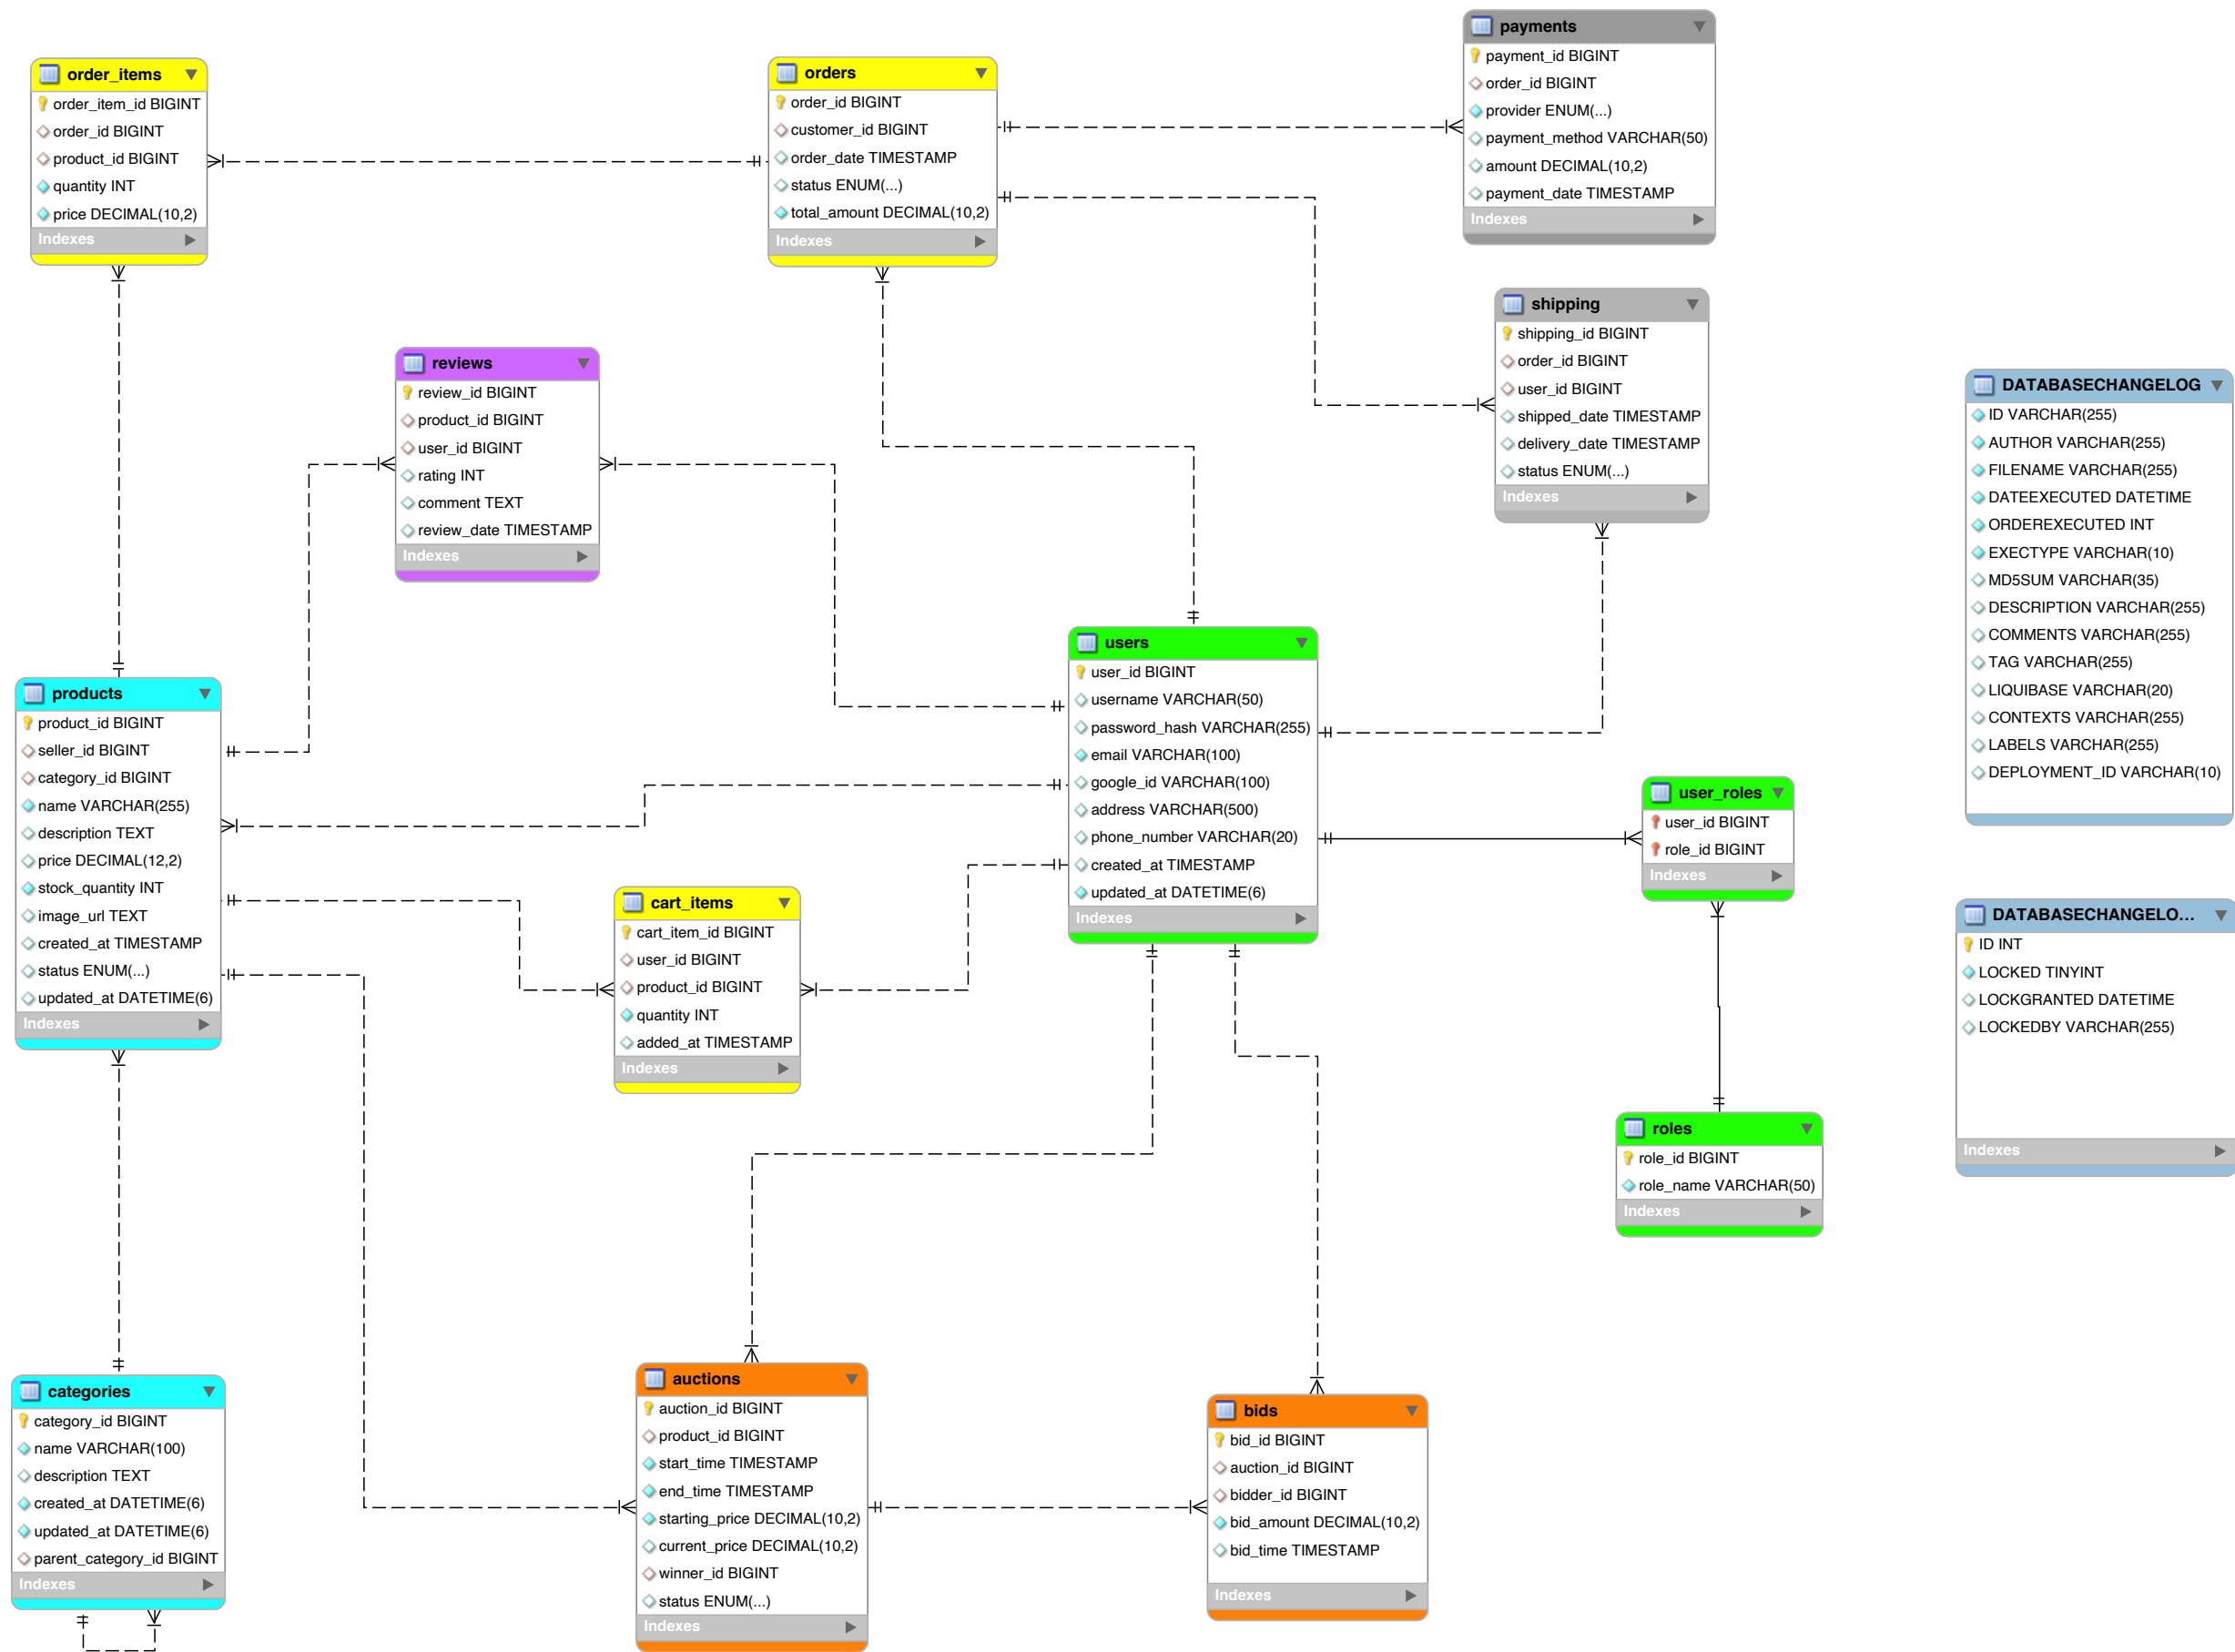 order_items
order_item_id BIGINT
order_id BIGINT
product_id BIGINT
quantity INT
price DECIMAL(10,2)
Indexes
orders
order_id BIGINT
customer_id BIGINT
order_date TIMESTAMP
status ENUM(...)
total_amount DECIMAL(10,2)
Indexes
payments
payment_id BIGINT
order_id BIGINT
provider ENUM(...)
payment_method VARCHAR(50)
amount DECIMAL(10,2)
payment_date TIMESTAMP
Indexes
shipping
shipping_id BIGINT
order_id BIGINT
user_id BIGINT
shipped_date TIMESTAMP
delivery_date TIMESTAMP
status ENUM(...)
Indexes
reviews
review_id BIGINT
product_id BIGINT
user_id BIGINT
rating INT
comment TEXT
review_date TIMESTAMP
Indexes
DATABASECHANGELOG
ID VARCHAR(255)
AUTHOR VARCHAR(255)
FILENAME VARCHAR(255)
DATEEXECUTED DATETIME
ORDEREXECUTED INT
EXECTYPE VARCHAR(10)
MD5SUM VARCHAR(35)
DESCRIPTION VARCHAR(255)
COMMENTS VARCHAR(255)
TAG VARCHAR(255)
LIQUIBASE VARCHAR(20)
CONTEXTS VARCHAR(255)
LABELS VARCHAR(255)
DEPLOYMENT_ID VARCHAR(10)
users
user_id BIGINT
username VARCHAR(50)
password_hash VARCHAR(255)
email VARCHAR(100)
google_id VARCHAR(100)
address VARCHAR(500)
phone_number VARCHAR(20)
created_at TIMESTAMP
updated_at DATETIME(6)
Indexes
products
product_id BIGINT
seller_id BIGINT
category_id BIGINT
name VARCHAR(255)
description TEXT
price DECIMAL(12,2)
stock_quantity INT
image_url TEXT
created_at TIMESTAMP
status ENUM(...)
updated_at DATETIME(6)
Indexes
user_roles
user_id BIGINT
role_id BIGINT
Indexes
cart_items
cart_item_id BIGINT
user_id BIGINT
product_id BIGINT
quantity INT
added_at TIMESTAMP
Indexes
DATABASECHANGELO...
ID INT
LOCKED TINYINT
LOCKGRANTED DATETIME
LOCKEDBY VARCHAR(255)
Indexes
roles
role_id BIGINT
role_name VARCHAR(50)
Indexes
categories
category_id BIGINT
name VARCHAR(100)
description TEXT
created_at DATETIME(6)
updated_at DATETIME(6)
parent_category_id BIGINT
Indexes
auctions
auction_id BIGINT
product_id BIGINT
start_time TIMESTAMP
end_time TIMESTAMP
starting_price DECIMAL(10,2)
current_price DECIMAL(10,2)
winner_id BIGINT
status ENUM(...)
Indexes
bids
bid_id BIGINT
auction_id BIGINT
bidder_id BIGINT
bid_amount DECIMAL(10,2)
bid_time TIMESTAMP
Indexes